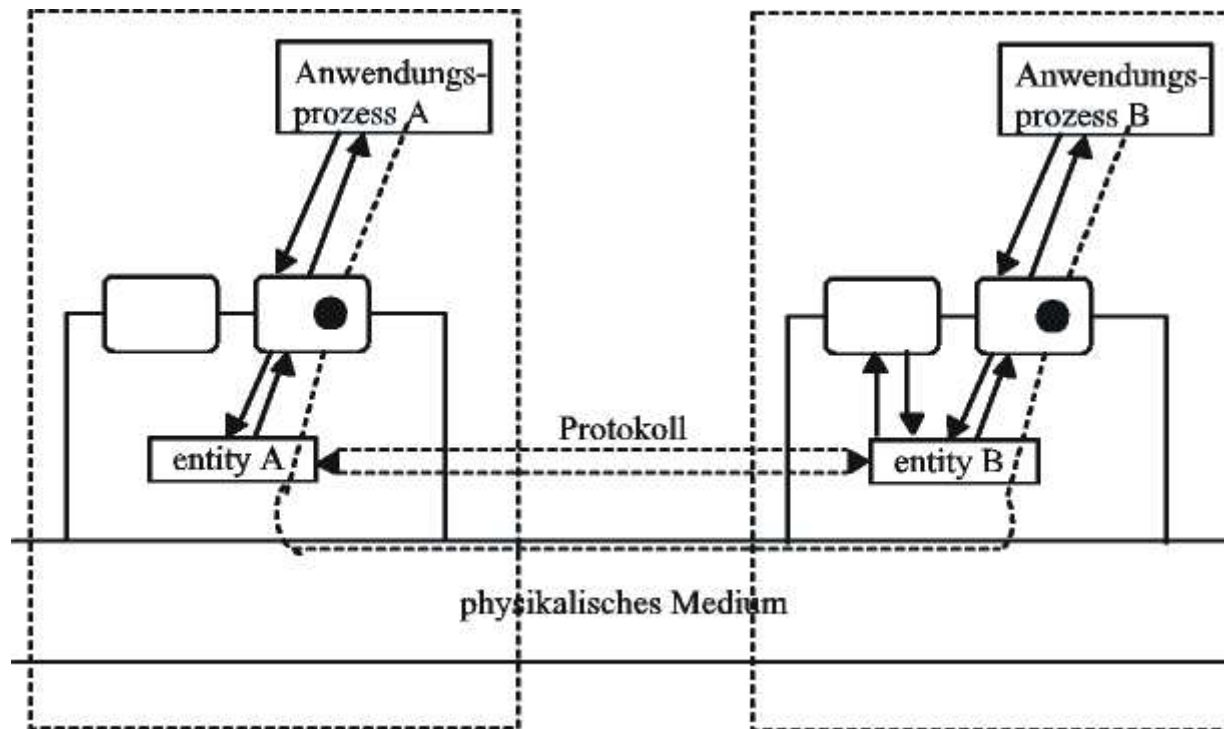 Anwendungs-
prozess A
Anwendungs-
prozess B
Protokoll
entity A
entity B
physikalisches Medium